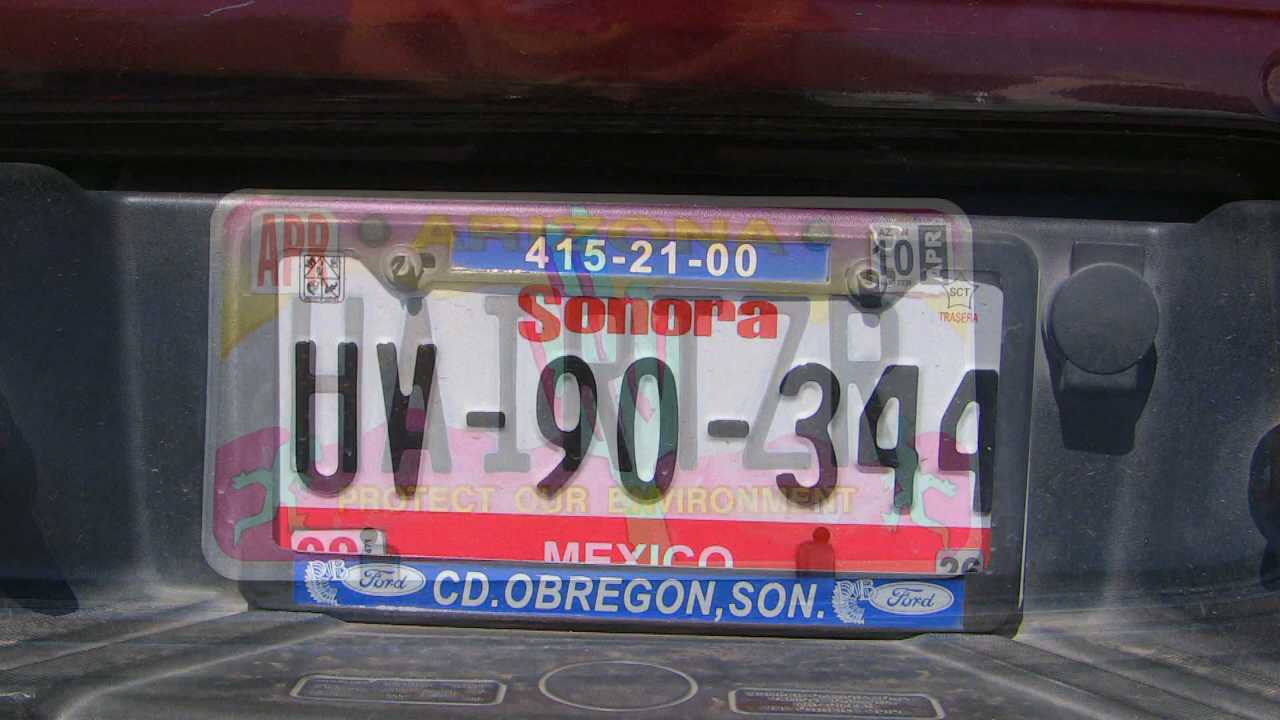 ARIZONA
APR
415-21-00
10
APR
Sonora
SCT
TRASERA
UV-90-344
PROTECT OUR ENVIRONMENT
MEXICO
26
Ford CD.OBREGON,SON. Ford